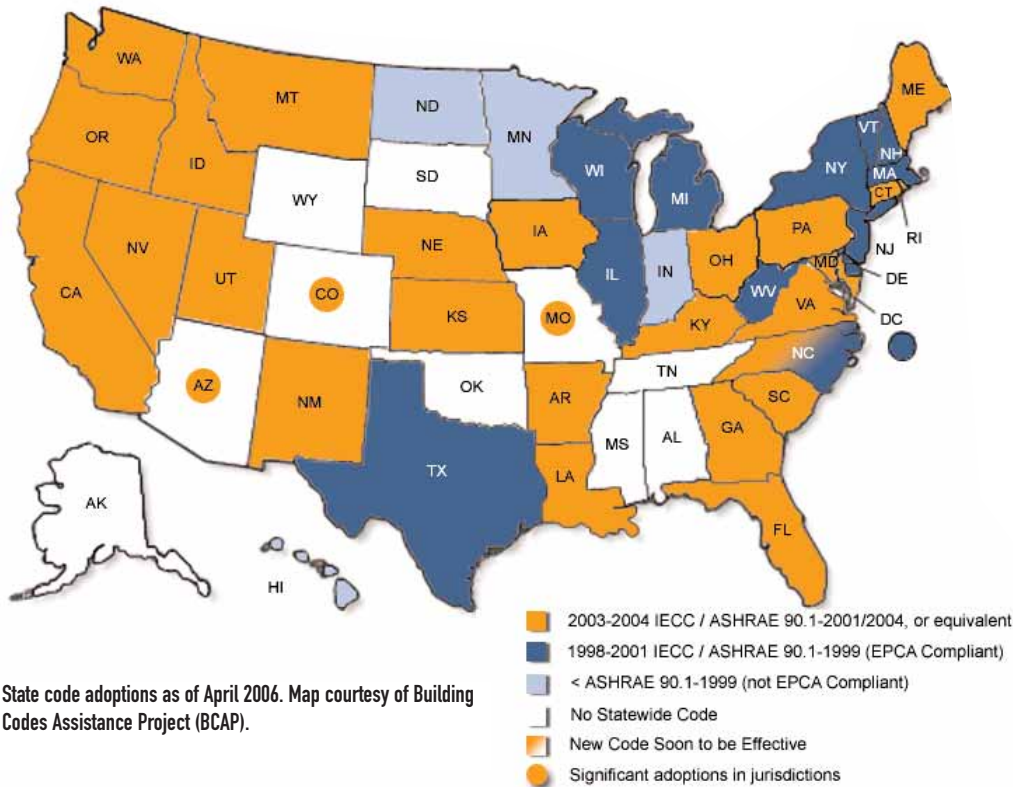 WA
MT
ND
MN
ME
OR
ID
WY
SD
WI
MI
VT
NH
NY
MA
CT
RI
NV
UT
CO
NE
IA
IL
IN
OH
PA
NJ
MD
DE
WV
VA
DC
CA
KS
MO
KY
AZ
NM
OK
AR
TN
NC
SC
TX
LA
MS
AL
GA
FL
AK
HI
2003-2004 IECC / ASHRAE 90.1-2001/2004, or equivalent
1998-2001 IECC / ASHRAE 90.1-1999 (EPCA Compliant)
< ASHRAE 90.1-1999 (not EPCA Compliant)
No Statewide Code
New Code Soon to be Effective
Significant adoptions in jurisdictions
State code adoptions as of April 2006. Map courtesy of Building
Codes Assistance Project (BCAP).